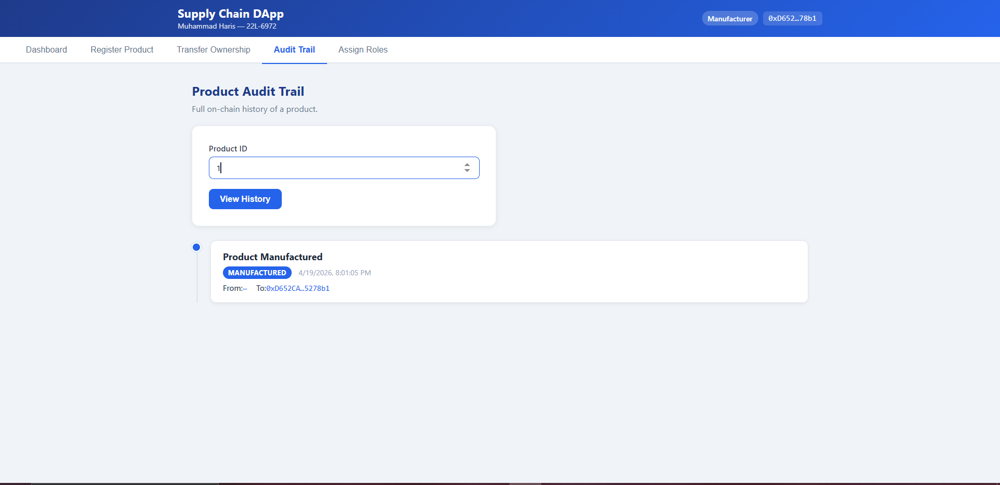 Supply Chain DApp
Muhammad Haris — 22L-6972
Manufacturer 0xD652…78b1
Dashboard Register Product Transfer Ownership Audit Trail Assign Roles
Product Audit Trail
Full on-chain history of a product.
Product ID
1
View History
Product Manufactured
MANUFACTURED 4/19/2026, 8:01:05 PM
From:— To:0xD652CA…5278b1